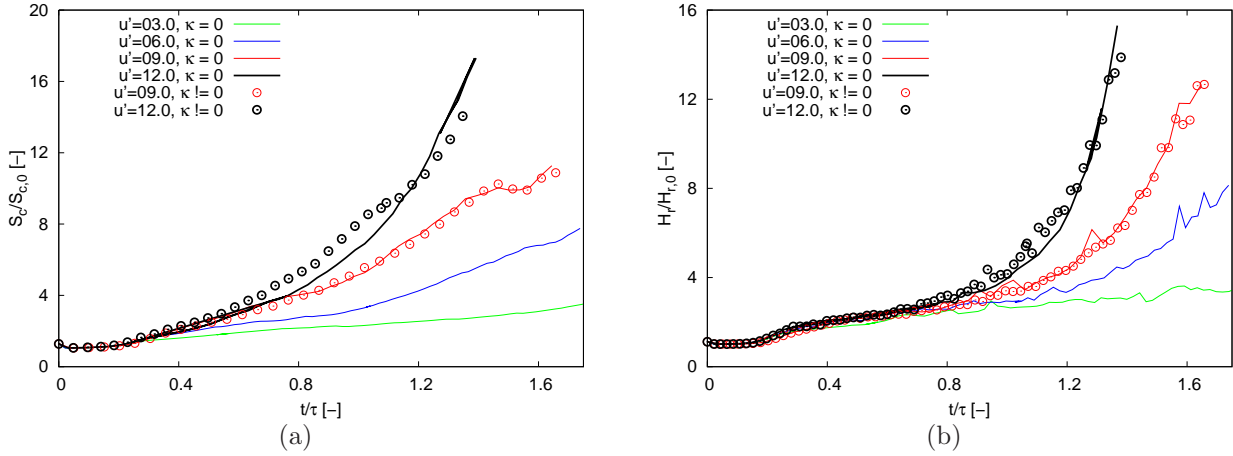 20
16
12
8
4
0
S_c/S_{c,0} [–]
u'=03.0, κ = 0
u'=06.0, κ = 0
u'=09.0, κ = 0
u'=12.0, κ = 0
u'=09.0, κ != 0
u'=12.0, κ != 0
0 0.4 0.8 1.2 1.6
t/τ [–]
(a)
16
12
8
4
0
H_r/H_{r,0} [–]
u'=03.0, κ = 0
u'=06.0, κ = 0
u'=09.0, κ = 0
u'=12.0, κ = 0
u'=09.0, κ != 0
u'=12.0, κ != 0
0 0.4 0.8 1.2 1.6
t/τ [–]
(b)